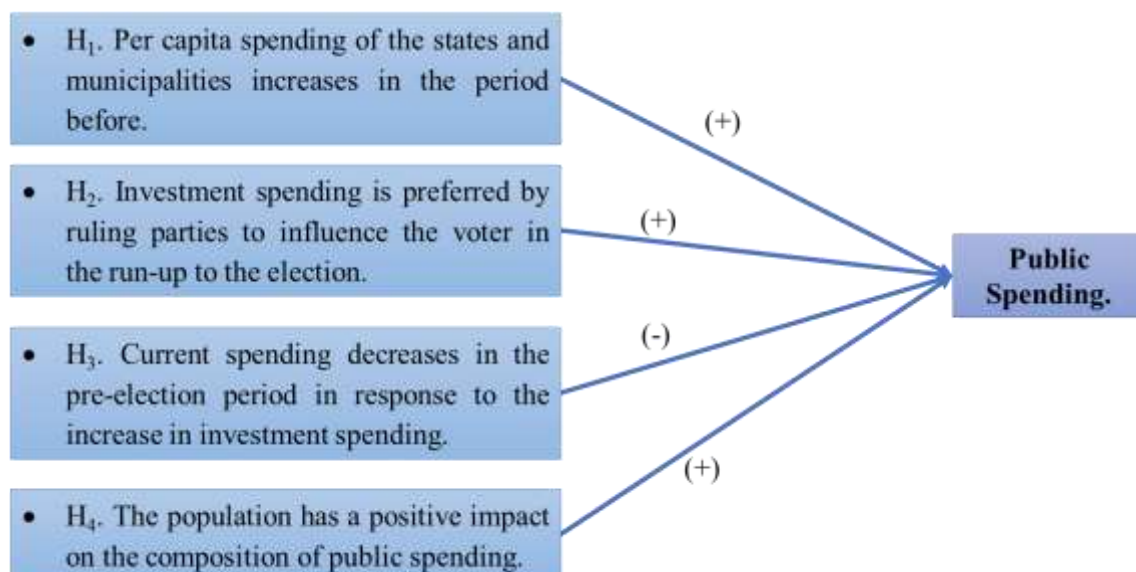 • H₁. Per capita spending of the states and
municipalities increases in the period
before.
(+)
• H₂. Investment spending is preferred by
ruling parties to influence the voter in
the run-up to the election.
(+)
Public
Spending.
• H₃. Current spending decreases in the
pre-election period in response to the
increase in investment spending.
(-)
(+)
• H₄. The population has a positive impact
on the composition of public spending.